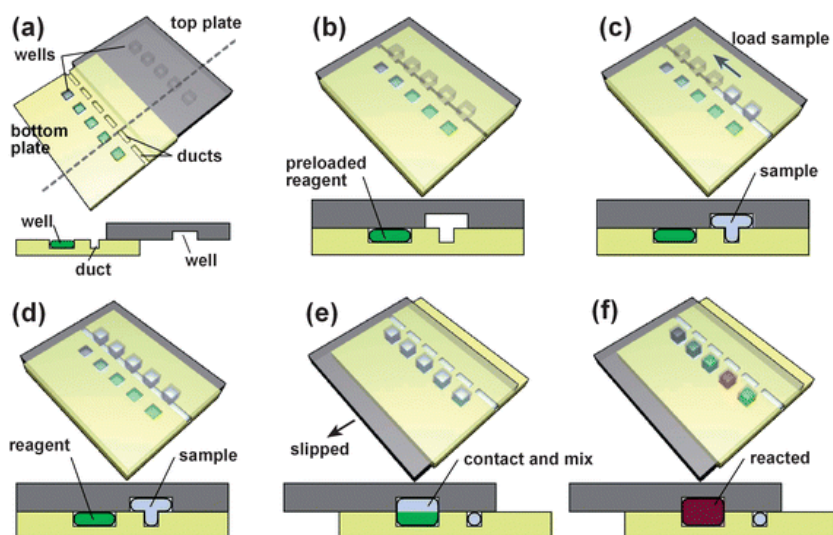 (a)
top plate
wells
bottom
plate
ducts
well
duct
well
(b)
preloaded
reagent
(c)
load sample
sample
(d)
reagent
sample
(e)
slipped
contact and mix
(f)
reacted